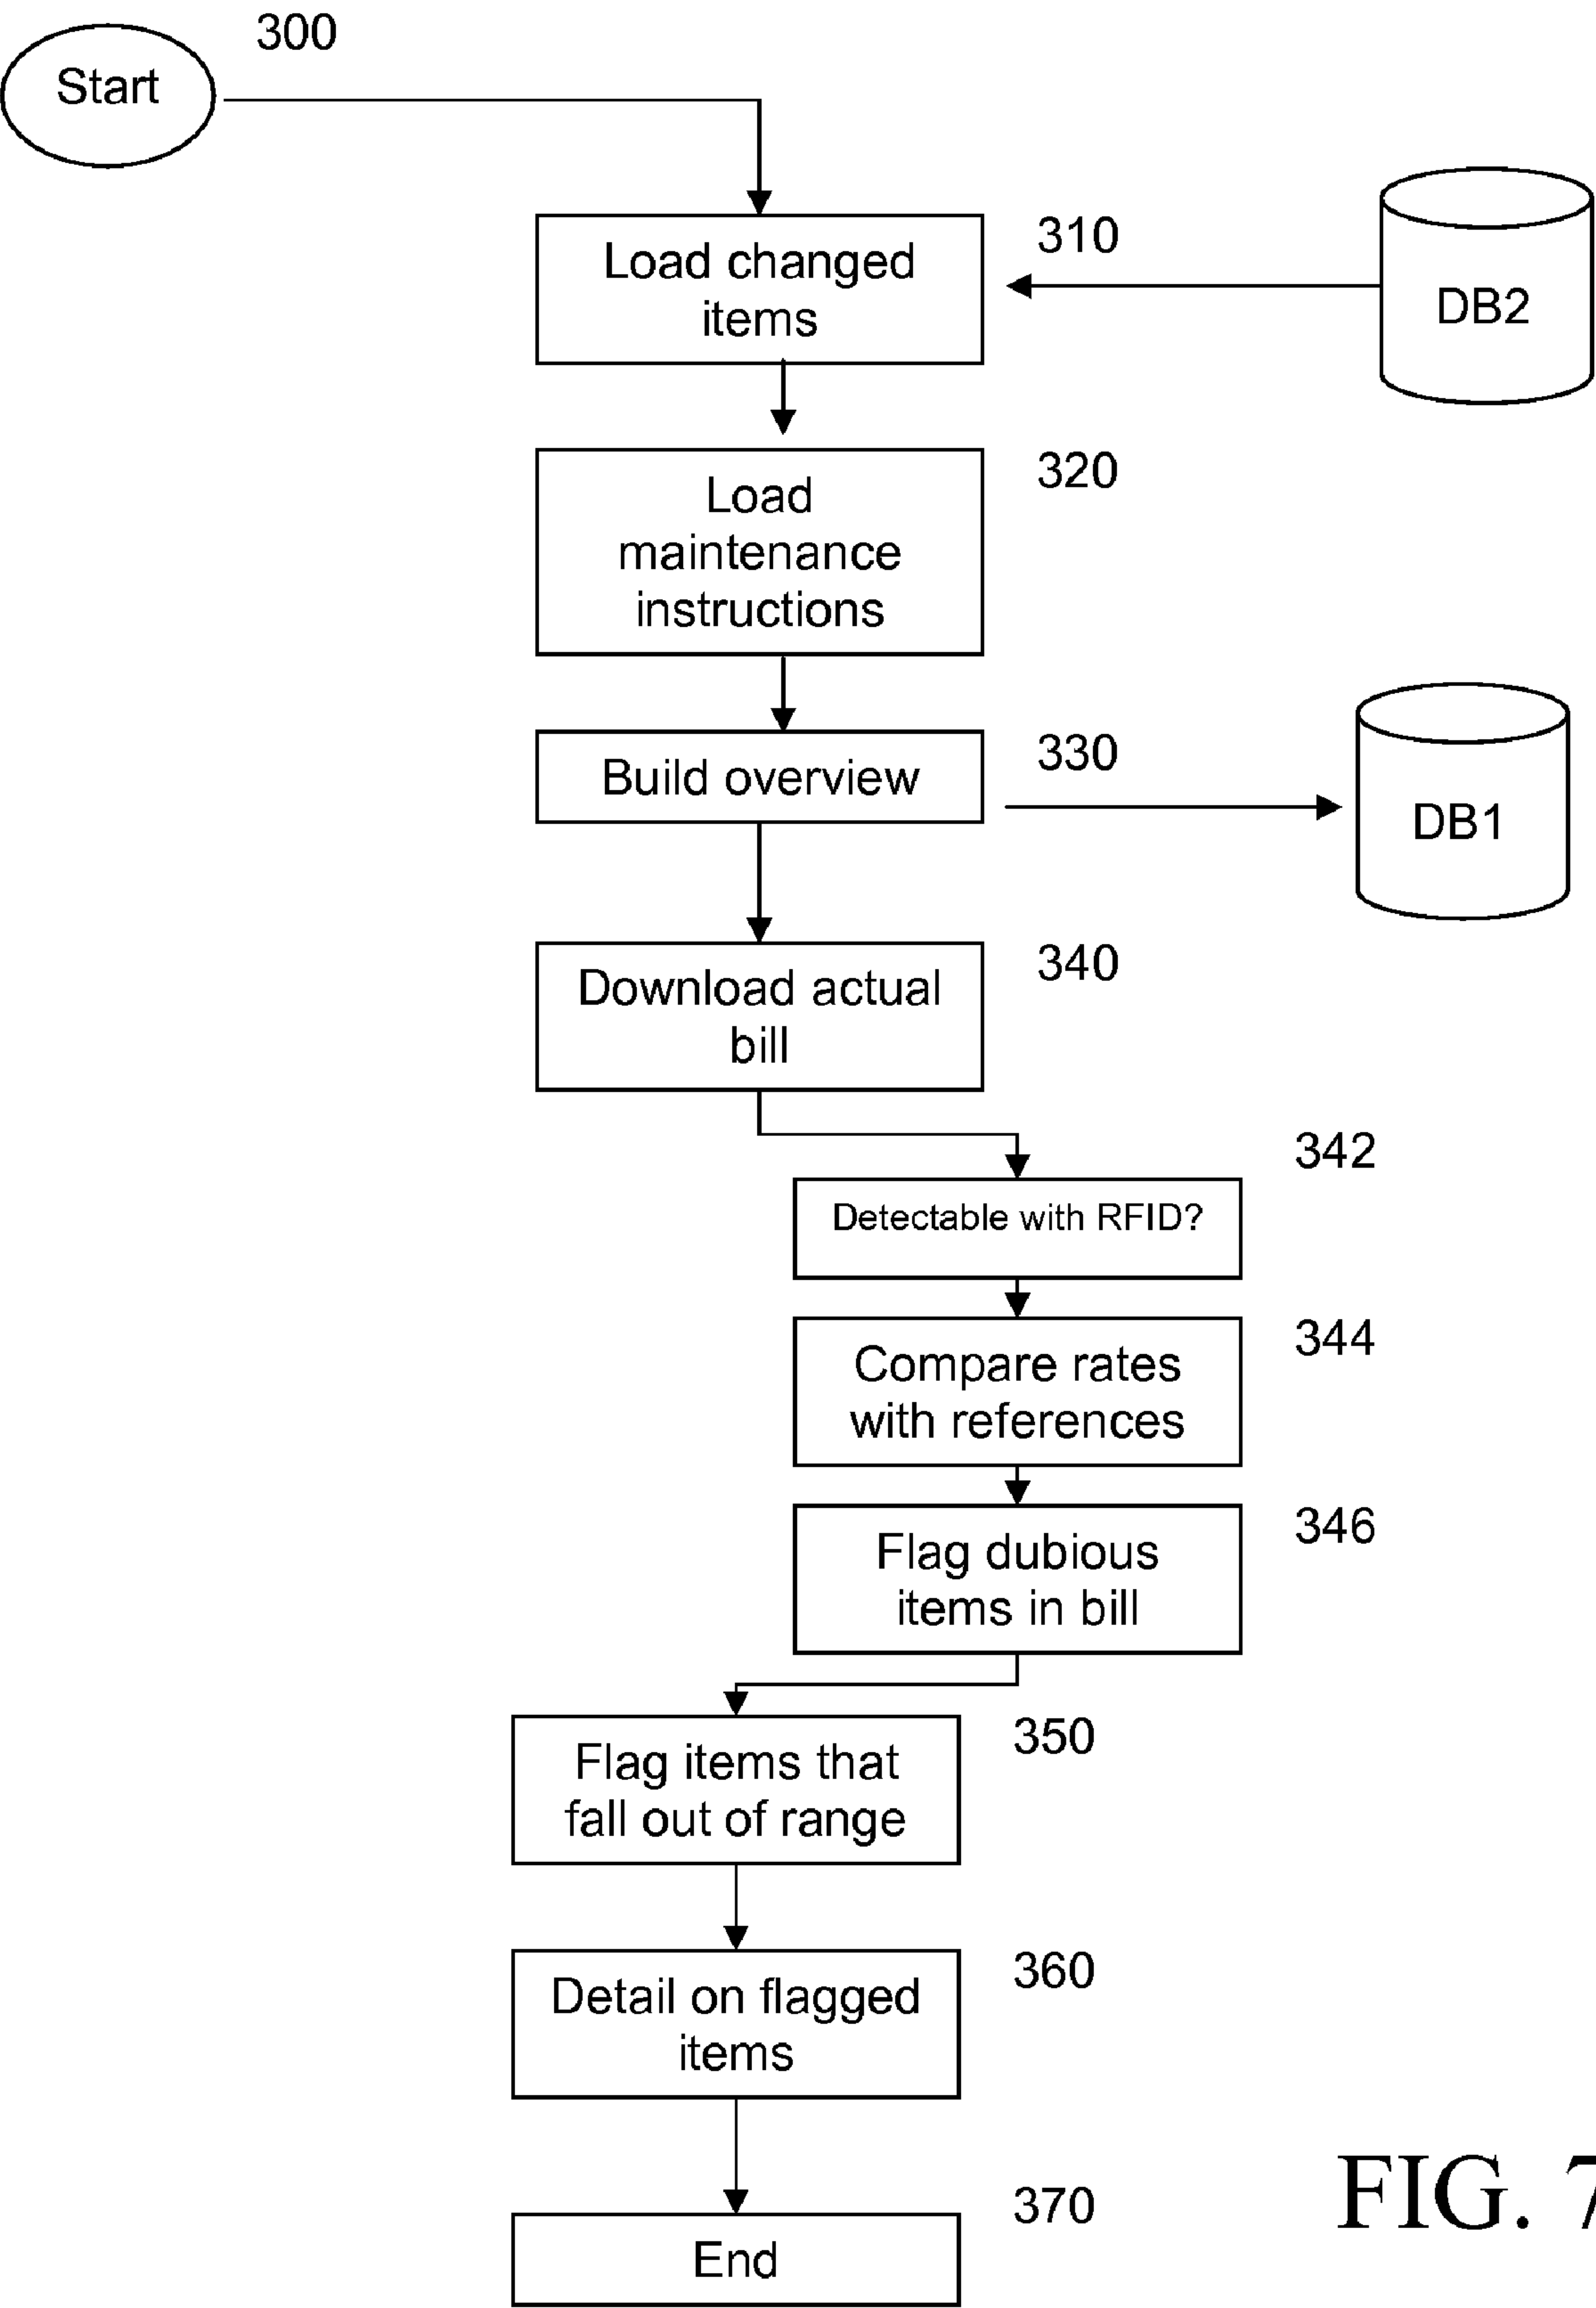 300
Start
310
Load changed
items
DB2
320
Load
maintenance
instructions
330
Build overview
DB1
340
Download actual
bill
342
Detectable with RFID?
344
Compare rates
with references
346
Flag dubious
items in bill
350
Flag items that
fall out of range
360
Detail on flagged
items
370
End
FIG. 7